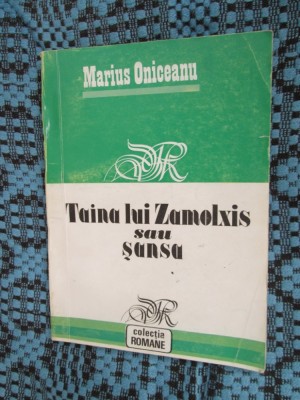 Marius Oniceanu
Taina lui Zamolxis
sau
şansa
colecţia
ROMANE